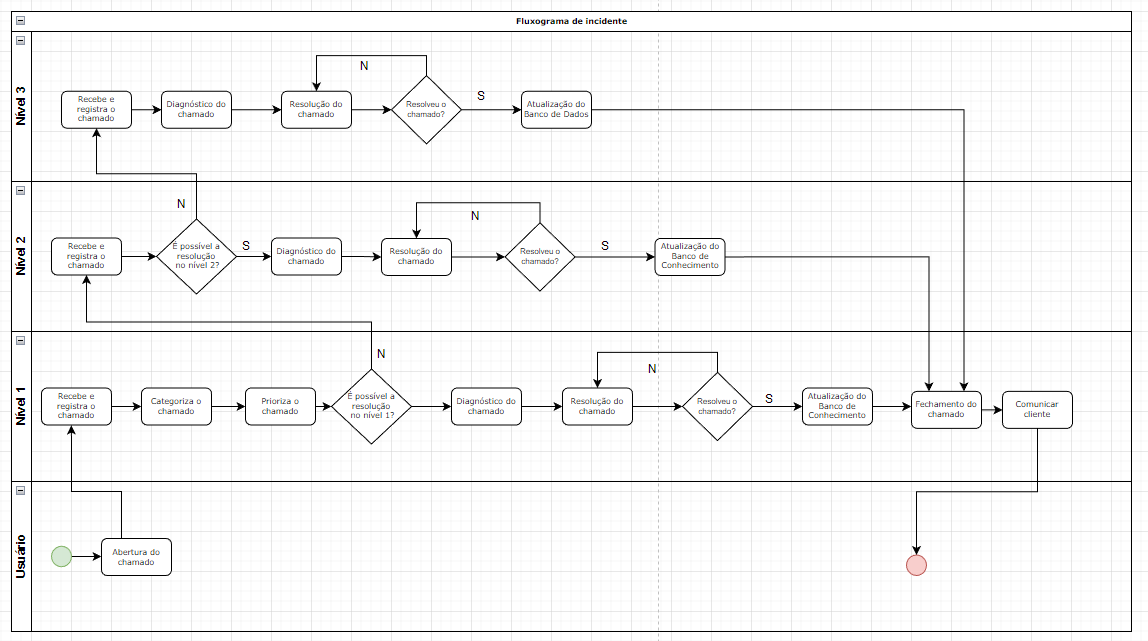 Fluxograma de incidente
Nível 3
N
Recebe e
registra o
chamado
Diagnóstico do
chamado
Resolução do
chamado
Resolveu o
chamado?
S
Atualização do
Banco de Dados
Nível 2
N
N
Recebe e
registra o
chamado
É possível a
resolução
no nível 2?
S
Diagnóstico do
chamado
Resolução do
chamado
Resolveu o
chamado?
S
Atualização do
Banco de
Conhecimento
Nível 1
N
N
Recebe e
registra o
chamado
Categoriza o
chamado
Prioriza o
chamado
É possível a
resolução
no nível 1?
Diagnóstico do
chamado
Resolução do
chamado
Resolveu o
chamado?
S
Atualização do
Banco de
Conhecimento
Fechamento do
chamado
Comunicar
cliente
Usuário
Abertura do
chamado